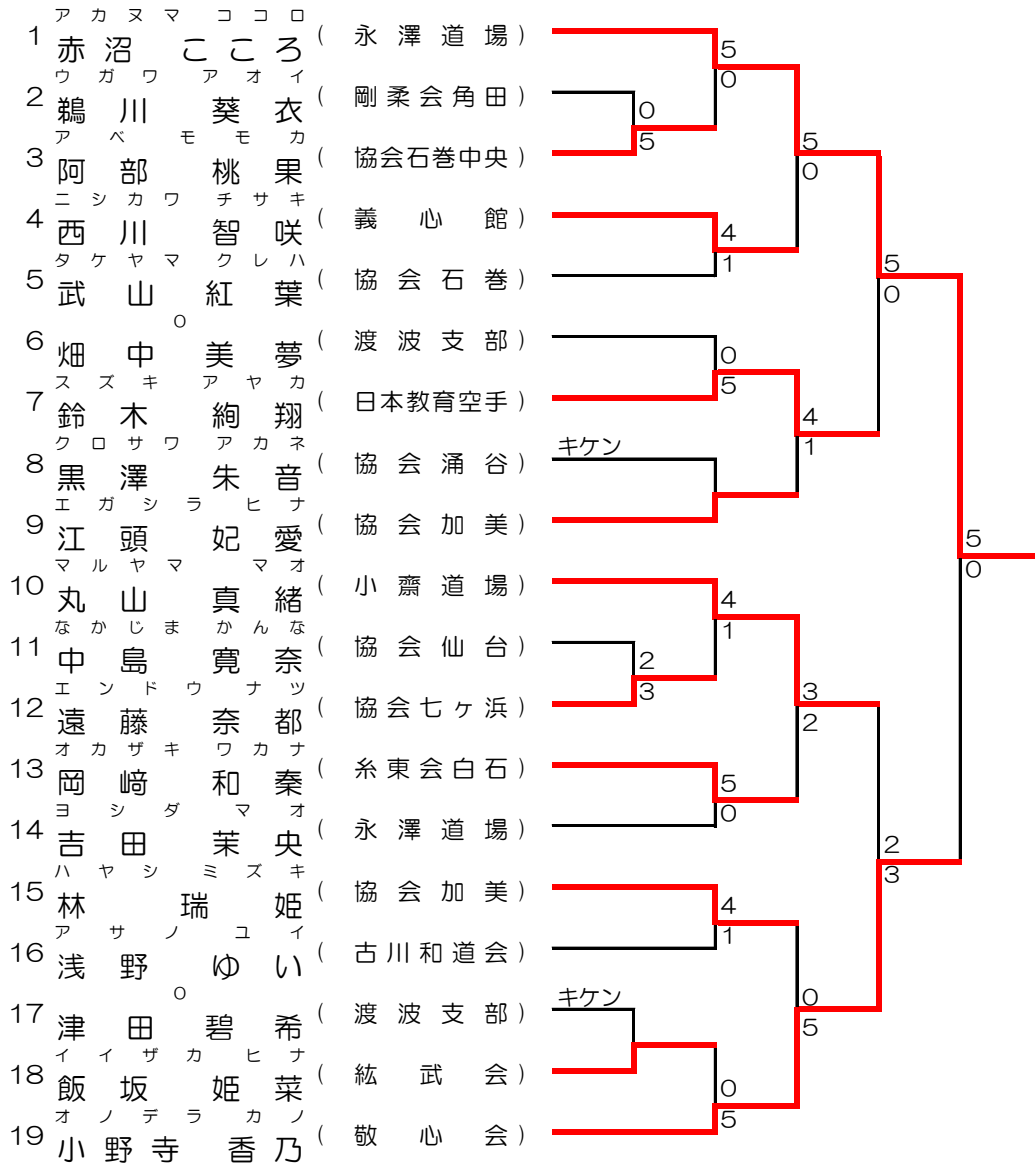 アカヌマ ココロ
1 赤沼 こころ ( 永澤道場 )
5
0
ウガワ アオイ
2 鵜川 葵衣 ( 剛柔会角田 )
0
5
アベ モモカ
3 阿部 桃果 ( 協会石巻中央 )
5
0
ニシカワ チサキ
4 西川 智咲 ( 義心館 )
4
1
タケヤマ クレハ
5 武山 紅葉 ( 協会石巻 )
5
0
0
6 畑中 美夢 ( 渡波支部 )
0
5
スズキ アヤカ
7 鈴木 絢翔 ( 日本教育空手 )
4
1
クロサワ アカネ
8 黒澤 朱音 ( 協会涌谷 ) キケン
エガシラ ヒナ
9 江頭 妃愛 ( 協会加美 )
5
0
マルヤマ マオ
10 丸山 真緒 ( 小齋道場 )
4
1
なかじま かんな
11 中島 寛奈 ( 協会仙台 )
2
3
エンドウ ナツ
12 遠藤 奈都 ( 協会七ヶ浜 )
3
2
オカザキ ワカナ
13 岡﨑 和奏 ( 糸東会白石 )
5
0
ヨシダ マオ
14 吉田 茉央 ( 永澤道場 )
2
3
ハヤシ ミズキ
15 林 瑞姫 ( 協会加美 )
4
1
アサノ ユイ
16 浅野 ゆい ( 古川和道会 )
0
17 津田 碧希 ( 渡波支部 ) キケン
0
5
イイザカ ヒナ
18 飯坂 姫菜 ( 紘武会 )
0
5
オノデラ カノ
19 小野寺 香乃 ( 敬心会 )